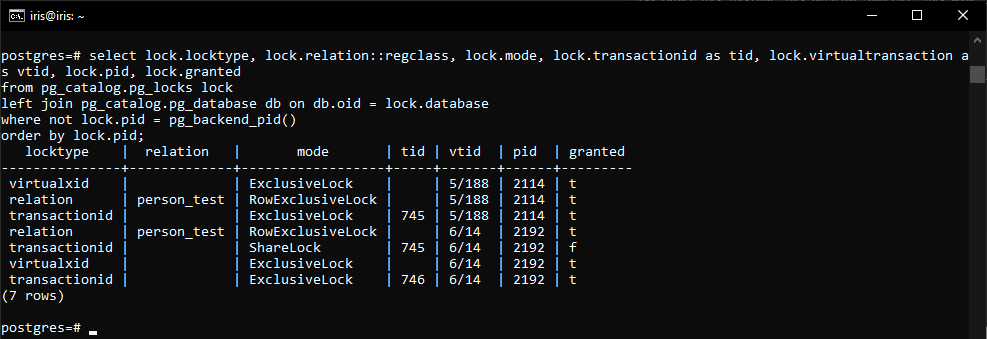 iris@iris: ~
postgres=# select lock.locktype, lock.relation::regclass, lock.mode, lock.transactionid as tid, lock.virtualtransaction a
s vtid, lock.pid, lock.granted
from pg_catalog.pg_locks lock
left join pg_catalog.pg_database db on db.oid = lock.database
where not lock.pid = pg_backend_pid()
order by lock.pid;
   locktype    |  relation   |       mode       | tid | vtid  | pid  | granted
---------------+-------------+------------------+-----+-------+------+---------
 virtualxid    |             | ExclusiveLock    |     | 5/188 | 2114 | t
 relation      | person_test | RowExclusiveLock |     | 5/188 | 2114 | t
 transactionid |             | ExclusiveLock    | 745 | 5/188 | 2114 | t
 relation      | person_test | RowExclusiveLock |     | 6/14  | 2192 | t
 transactionid |             | ShareLock        | 745 | 6/14  | 2192 | f
 virtualxid    |             | ExclusiveLock    |     | 6/14  | 2192 | t
 transactionid |             | ExclusiveLock    | 746 | 6/14  | 2192 | t
(7 rows)
postgres=#